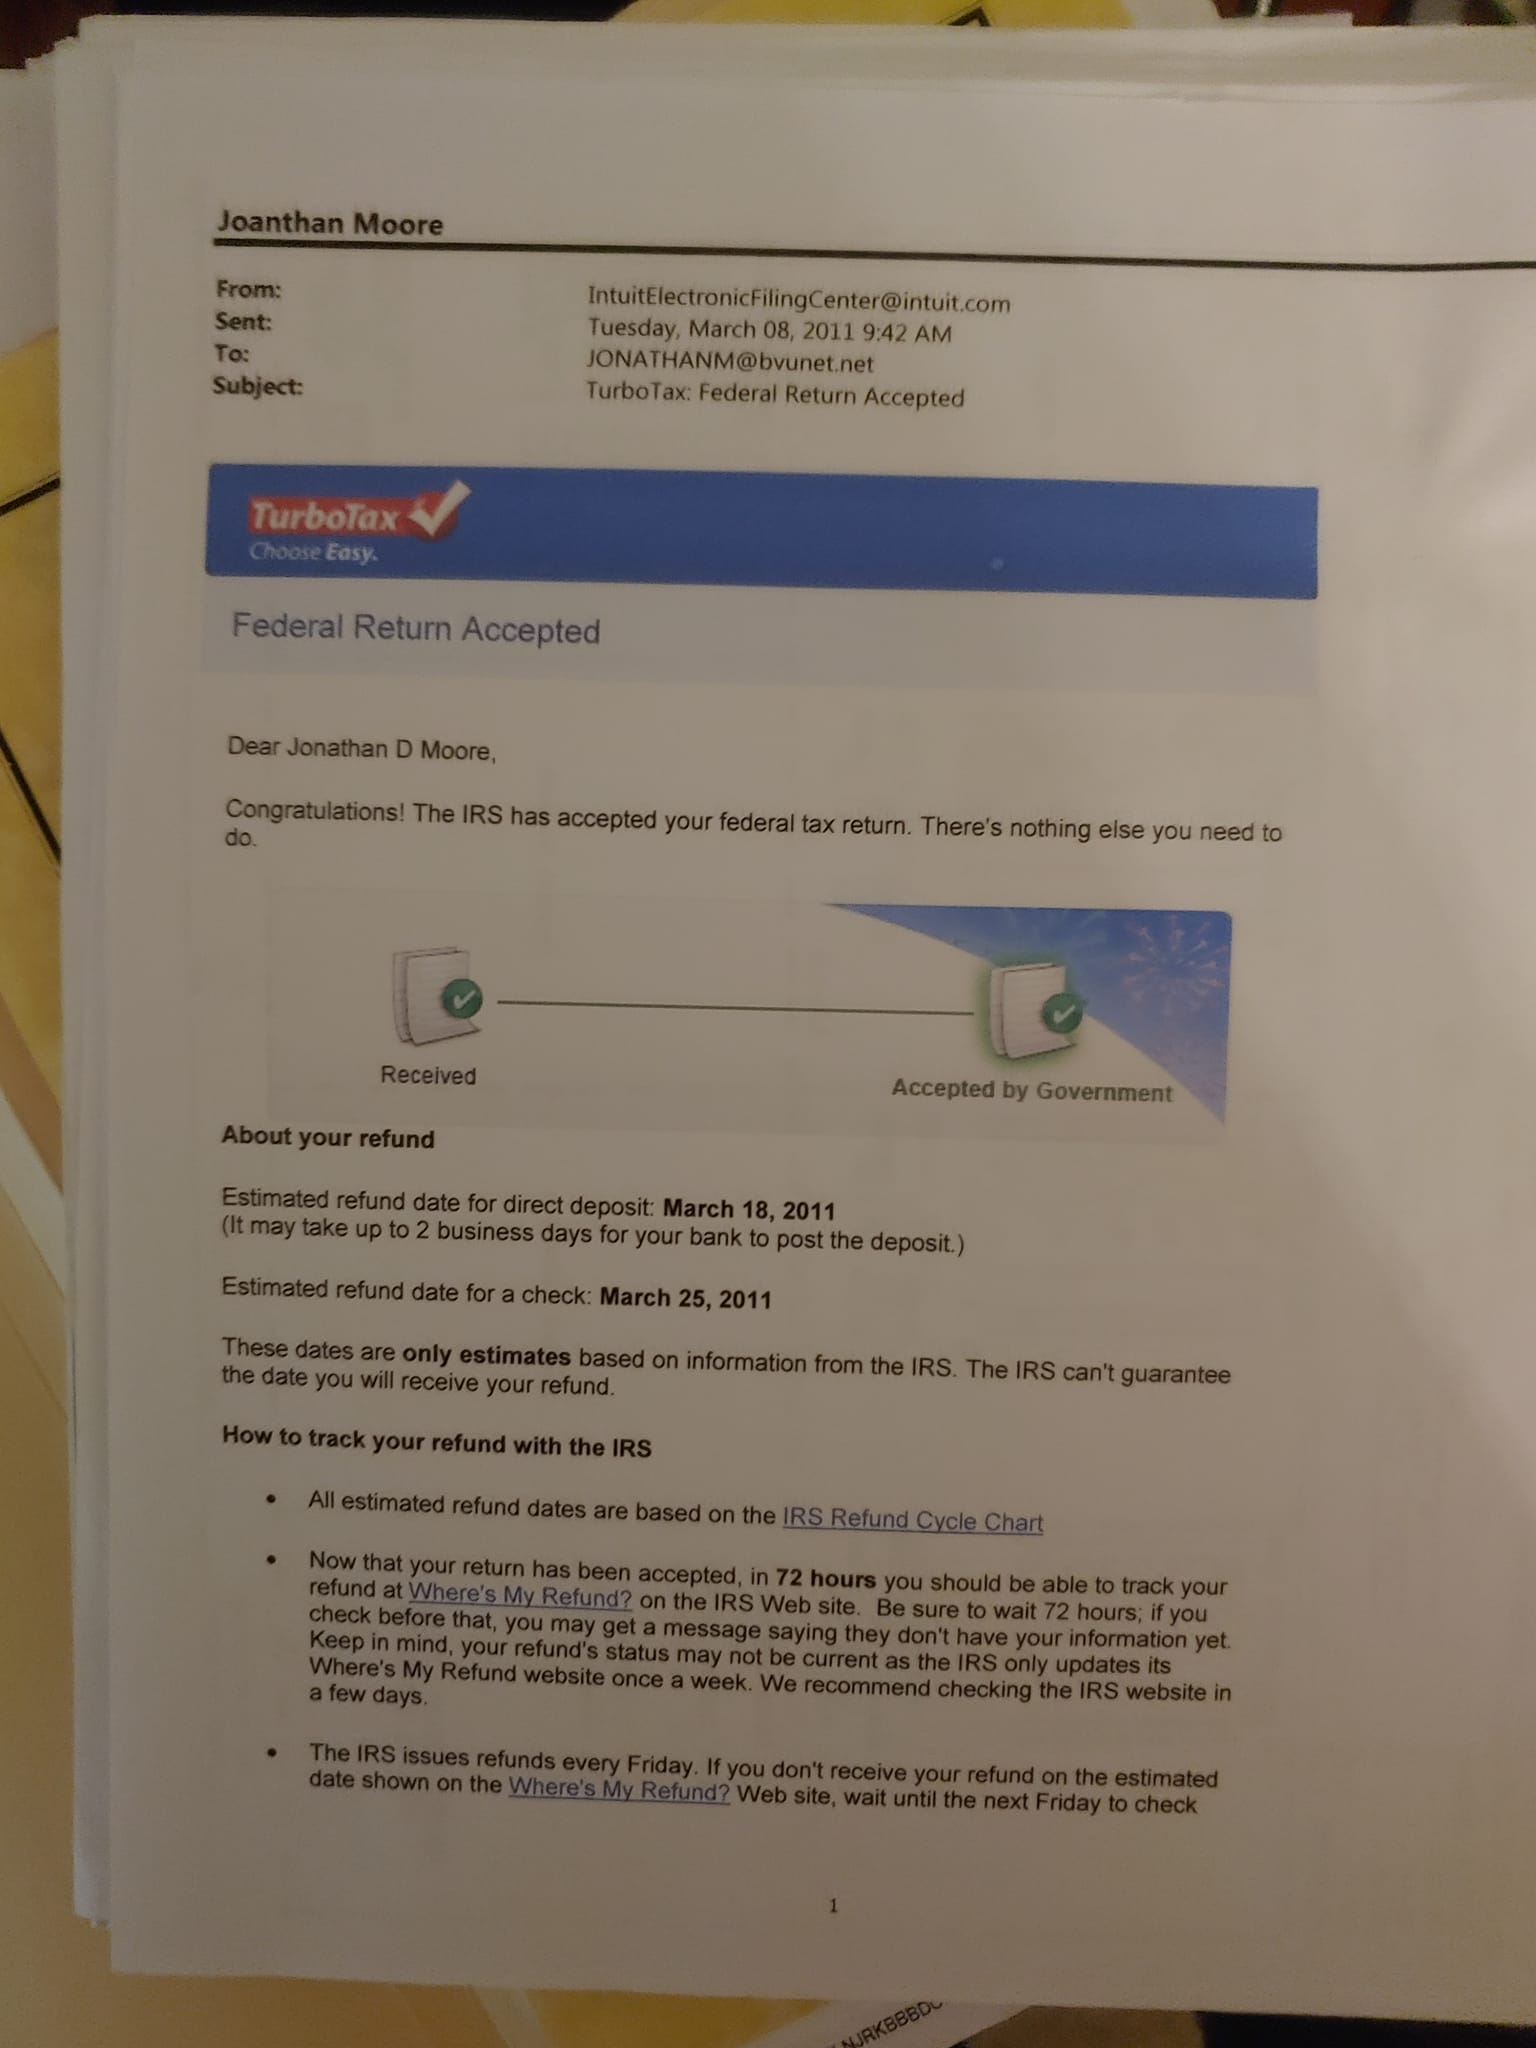 Joanthan Moore
From: IntuitElectronicFilingCenter@intuit.com
Sent: Tuesday, March 08, 2011 9:42 AM
To: JONATHANM@bvunet.net
Subject: TurboTax: Federal Return Accepted
TurboTax
Choose Easy.
Federal Return Accepted
Dear Jonathan D Moore,
Congratulations! The IRS has accepted your federal tax return. There's nothing else you need to
do.
Received
Accepted by Government
About your refund
Estimated refund date for direct deposit: March 18, 2011
(It may take up to 2 business days for your bank to post the deposit.)
Estimated refund date for a check: March 25, 2011
These dates are only estimates based on information from the IRS. The IRS can't guarantee
the date you will receive your refund.
How to track your refund with the IRS
• All estimated refund dates are based on the IRS Refund Cycle Chart
• Now that your return has been accepted, in 72 hours you should be able to track your
refund at Where's My Refund? on the IRS Web site. Be sure to wait 72 hours; if you
check before that, you may get a message saying they don't have your information yet.
Keep in mind, your refund's status may not be current as the IRS only updates its
Where's My Refund website once a week. We recommend checking the IRS website in
a few days.
• The IRS issues refunds every Friday. If you don't receive your refund on the estimated
date shown on the Where's My Refund? Web site, wait until the next Friday to check
1